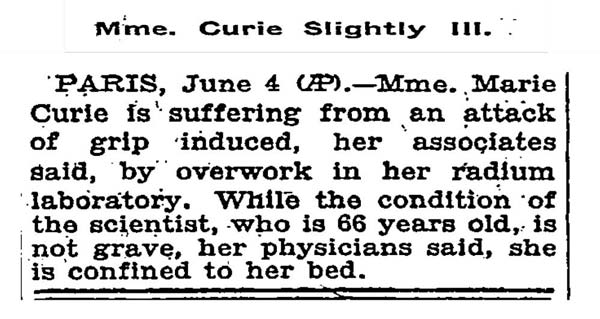 Mme. Curie Slightly Ill.
PARIS, June 4 (AP).—Mme. Marie
Curie is suffering from an attack
of grip induced, her associates
said, by overwork in her radium
laboratory. While the condition of
the scientist, who is 66 years old, is
not grave, her physicians said, she
is confined to her bed.